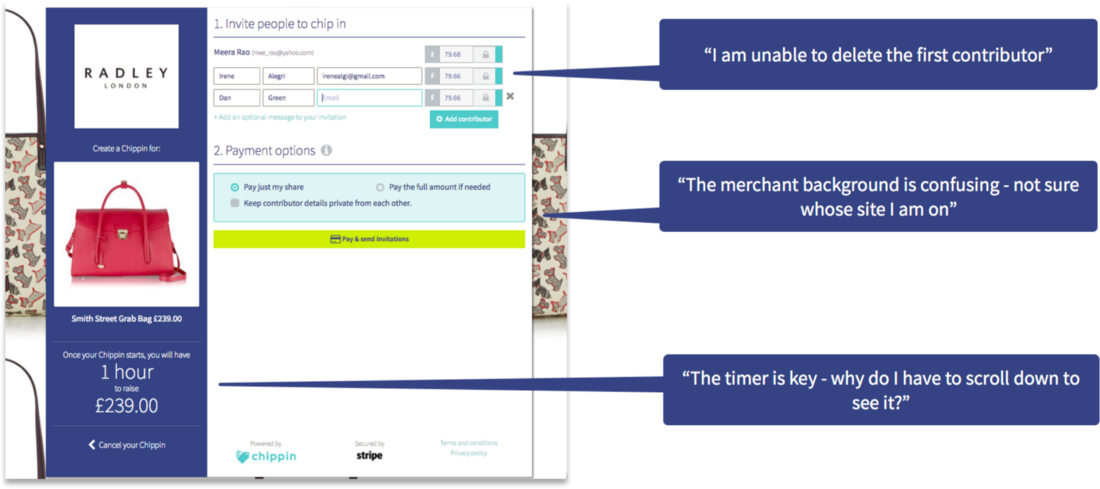 RADLEY
LONDON
Create a Chippin for:
Smith Street Grab Bag £239.00
Once your Chippin starts, you will have
1 hour
to raise
£239.00
Cancel your Chippin
1. Invite people to chip in
Meera Rao (mee_rao@yahoo.com) £ 79.68
Irene Alegri irenealgi@gmail.com £ 79.66
Dan Green Email £ 79.66
+ Add an optional message to your invitation
Add contributor
2. Payment options
Pay just my share Pay the full amount if needed
Keep contributor details private from each other.
Pay & send invitations
Powered by
chippin
Secured by
stripe
Terms and conditions
Privacy policy
“I am unable to delete the first contributor”
“The merchant background is confusing - not sure
whose site I am on”
“The timer is key - why do I have to scroll down to
see it?”